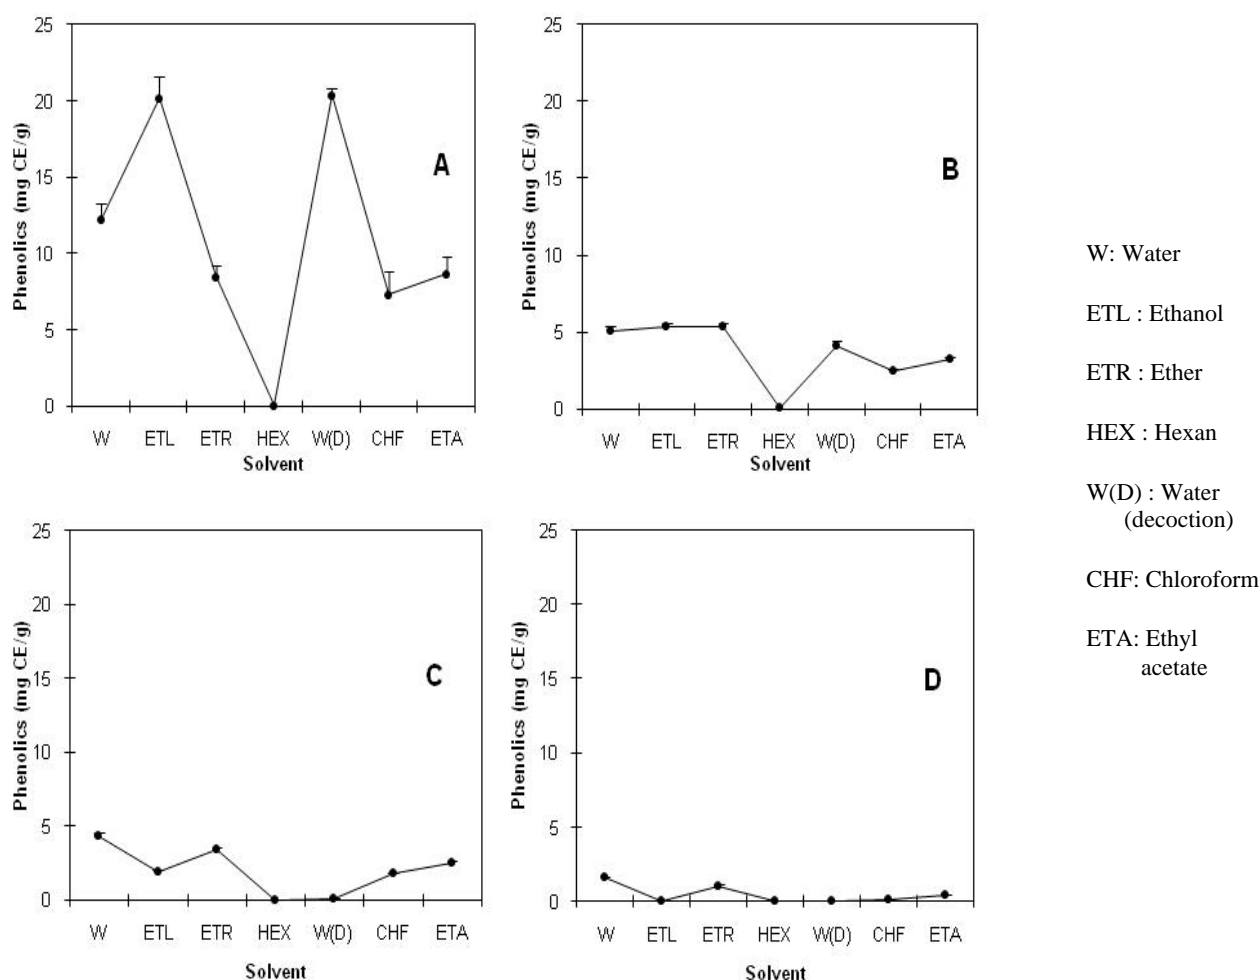 25
20
15
10
5
0
Phenolics (mg CE/g)
A
W ETL ETR HEX W(D) CHF ETA
Solvent
25
20
15
10
5
0
Phenolics (mg CE/g)
B
W ETL ETR HEX W(D) CHF ETA
Solvent
25
20
15
10
5
0
Phenolics (mg CE/g)
C
W ETL ETR HEX W(D) CHF ETA
Solvent
25
20
15
10
5
0
Phenolics (mg CE/g)
D
W ETL ETR HEX W(D) CHF ETA
Solvent
W: Water
ETL : Ethanol
ETR : Ether
HEX : Hexan
W(D) : Water
(decoction)
CHF: Chloroform
ETA: Ethyl
acetate